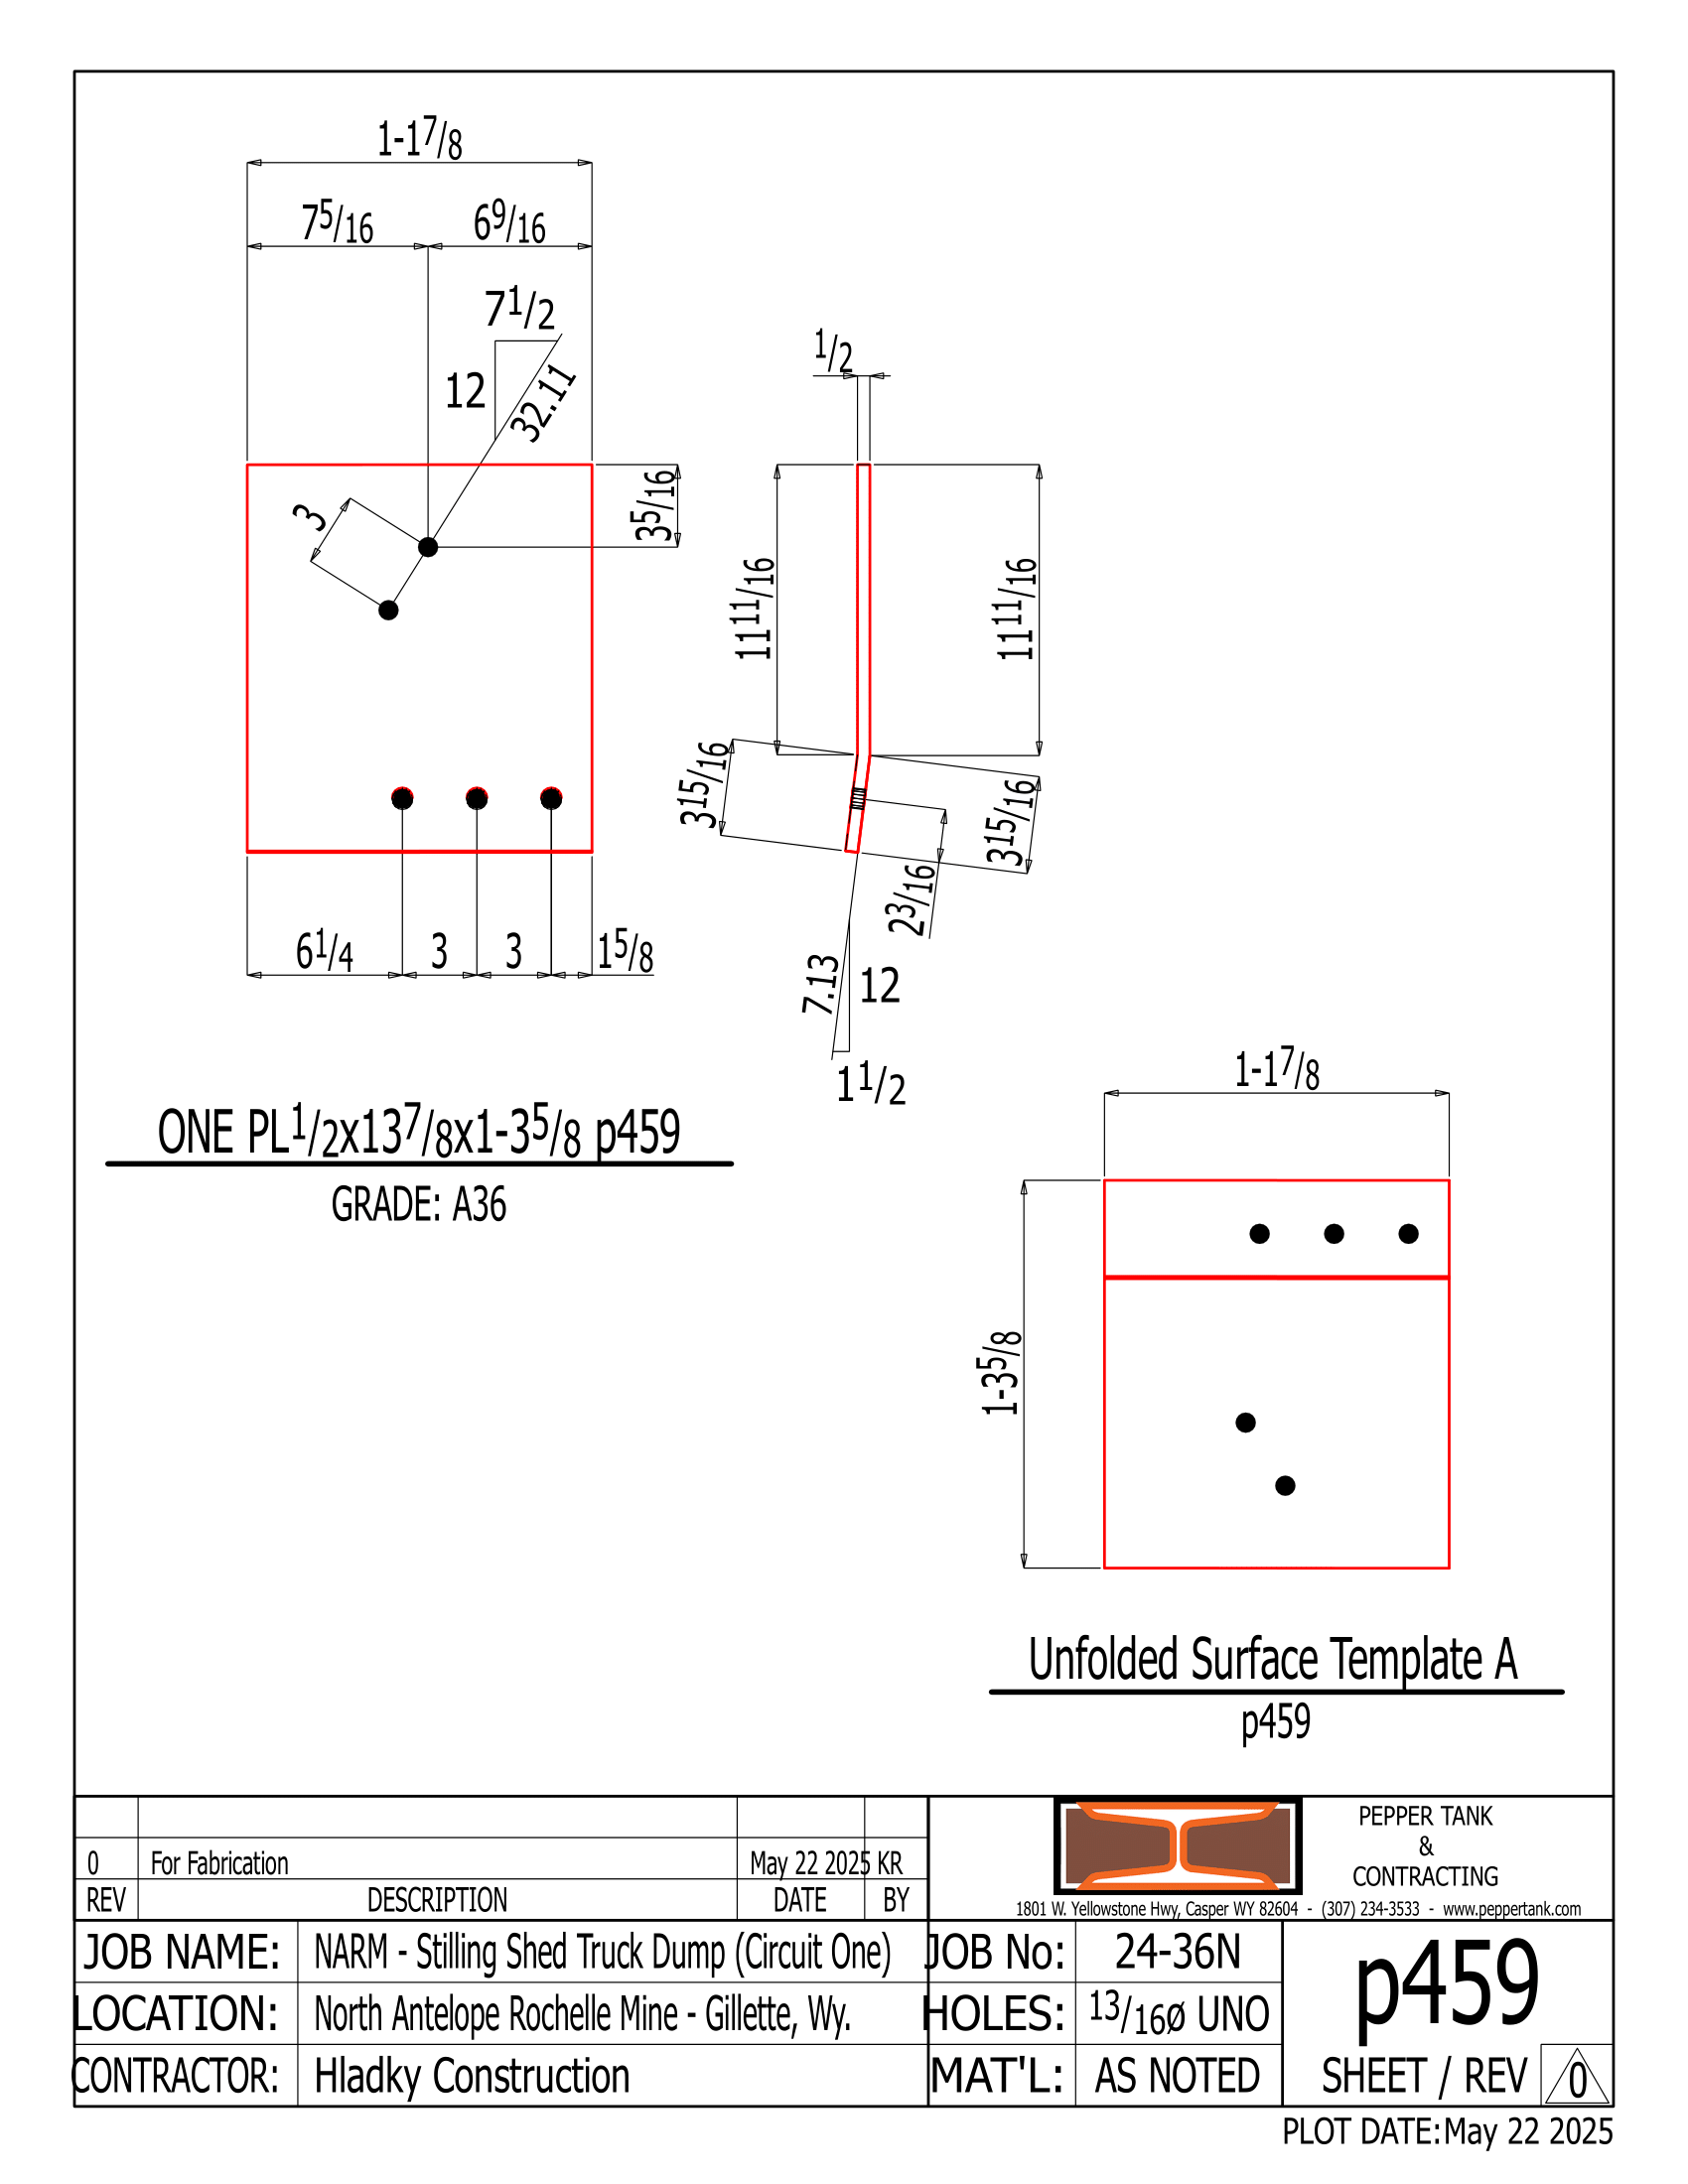 1-1 7/8
7 5/16 6 9/16
7 1/2
12
32.11
3
3 5/16
1/2
11 11/16
11 11/16
3 15/16
3 15/16
2 3/16
7.13
12
1 1/2
6 1/4 3 3 1 5/8
ONE PL1/2x13 7/8x1-3 5/8 p459
GRADE: A36
1-1 7/8
1-3 5/8
Unfolded Surface Template A
p459
0 For Fabrication May 22 2025 KR
REV DESCRIPTION DATE BY
PEPPER TANK
&
CONTRACTING
1801 W. Yellowstone Hwy, Casper WY 82604 - (307) 234-3533 - www.peppertank.com
JOB NAME: NARM - Stilling Shed Truck Dump (Circuit One)
LOCATION: North Antelope Rochelle Mine - Gillette, Wy.
CONTRACTOR: Hladky Construction
JOB No: 24-36N
HOLES: 13/16ø UNO
MAT'L: AS NOTED
p459
SHEET / REV 0
PLOT DATE:May 22 2025